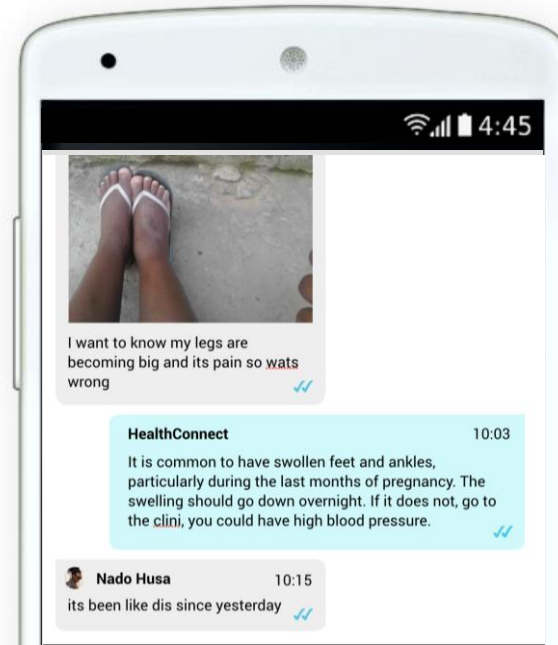 4:45
I want to know my legs are
becoming big and its pain so wats
wrong
HealthConnect 10:03
It is common to have swollen feet and ankles,
particularly during the last months of pregnancy. The
swelling should go down overnight. If it does not, go to
the clini, you could have high blood pressure.
Nado Husa 10:15
its been like dis since yesterday